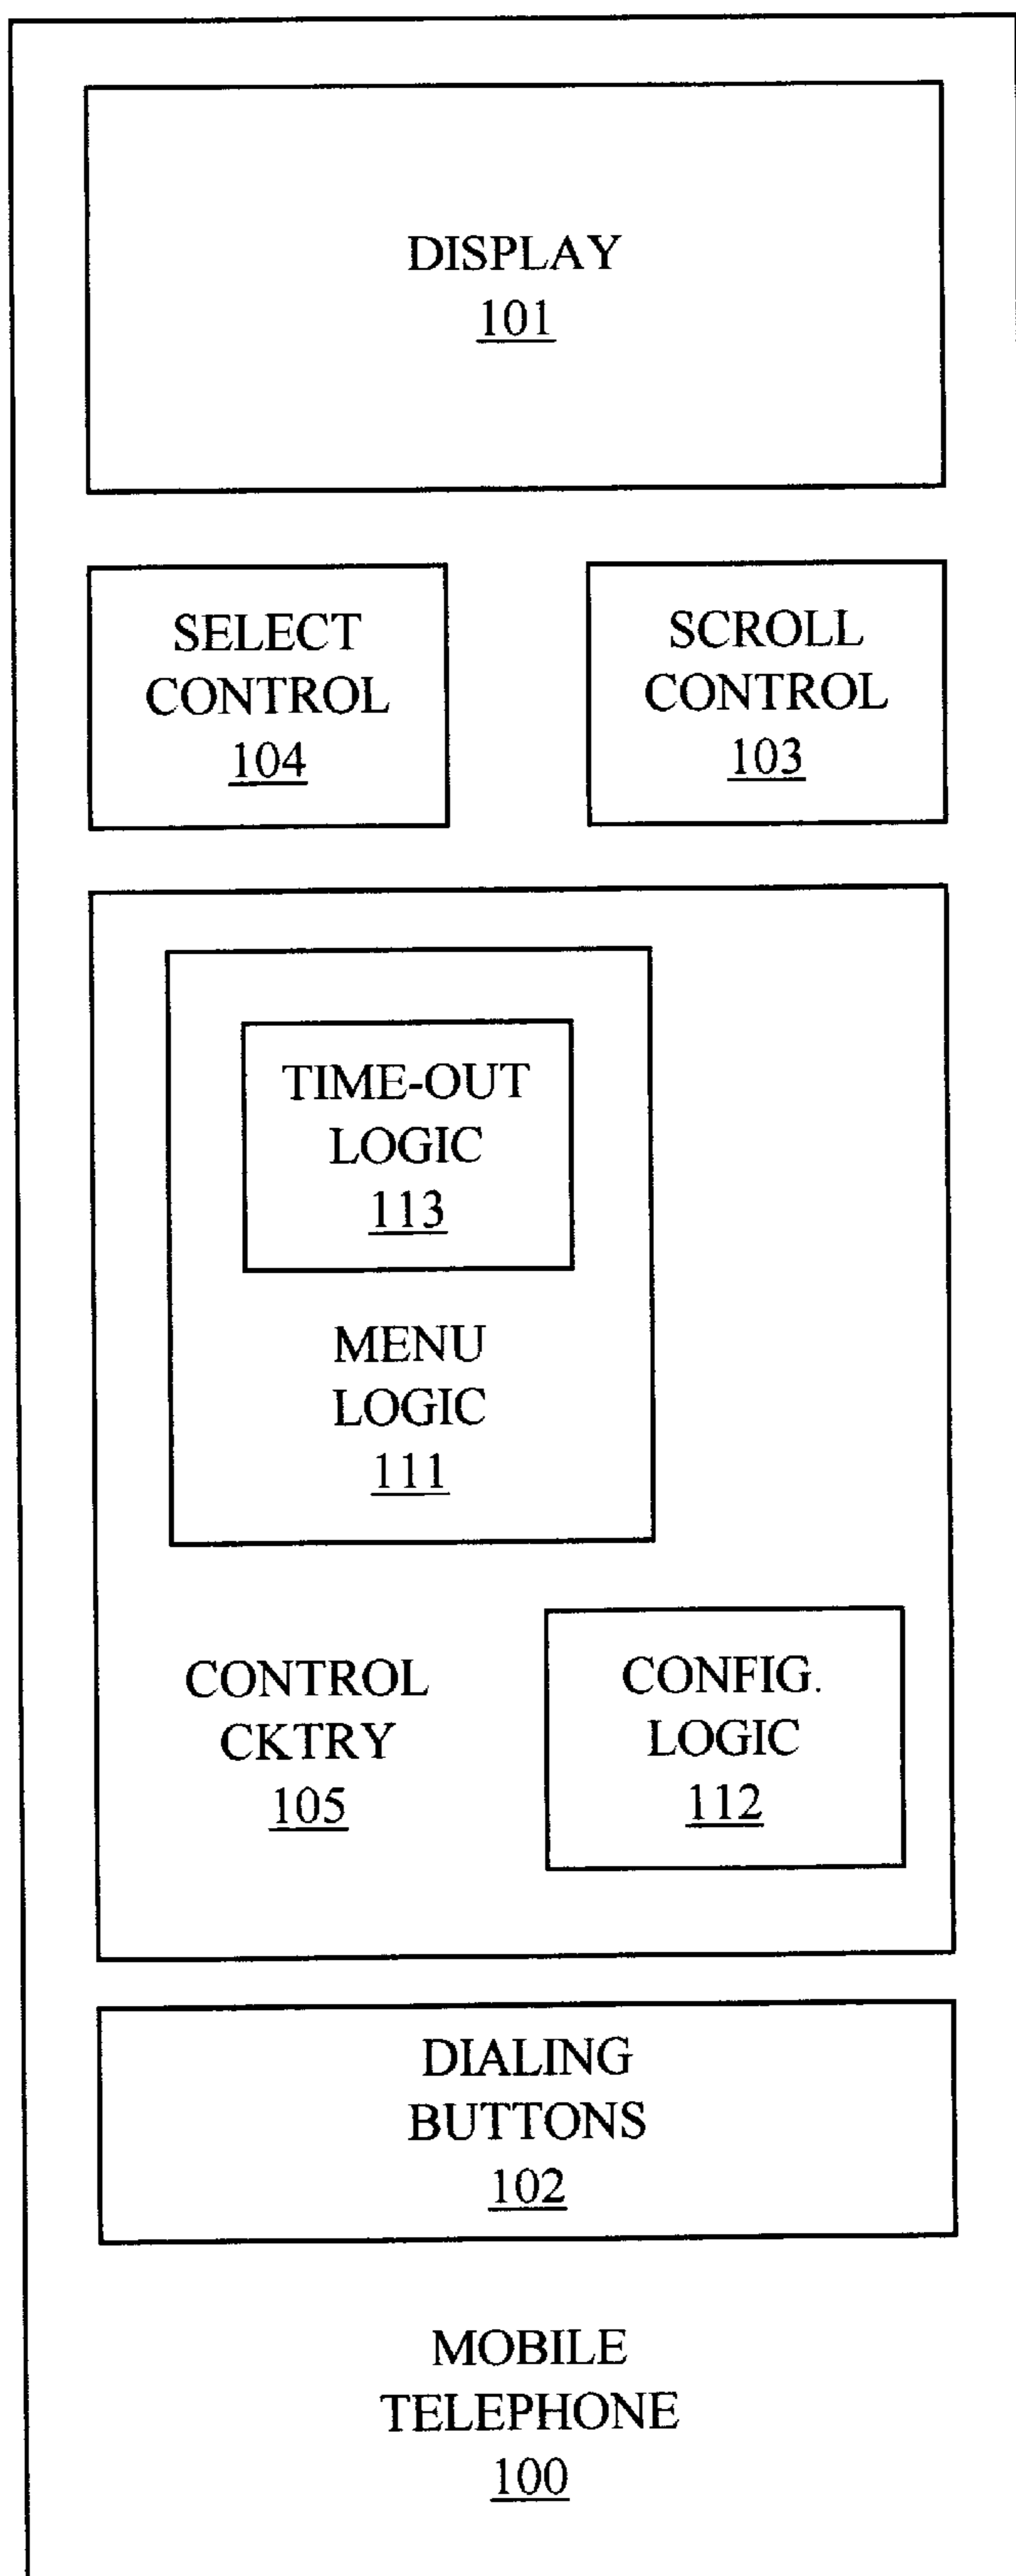 DISPLAY
101
SELECT
CONTROL
104
SCROLL
CONTROL
103
TIME-OUT
LOGIC
113
MENU
LOGIC
111
CONTROL
CKTRY
105
CONFIG.
LOGIC
112
DIALING
BUTTONS
102
MOBILE
TELEPHONE
100